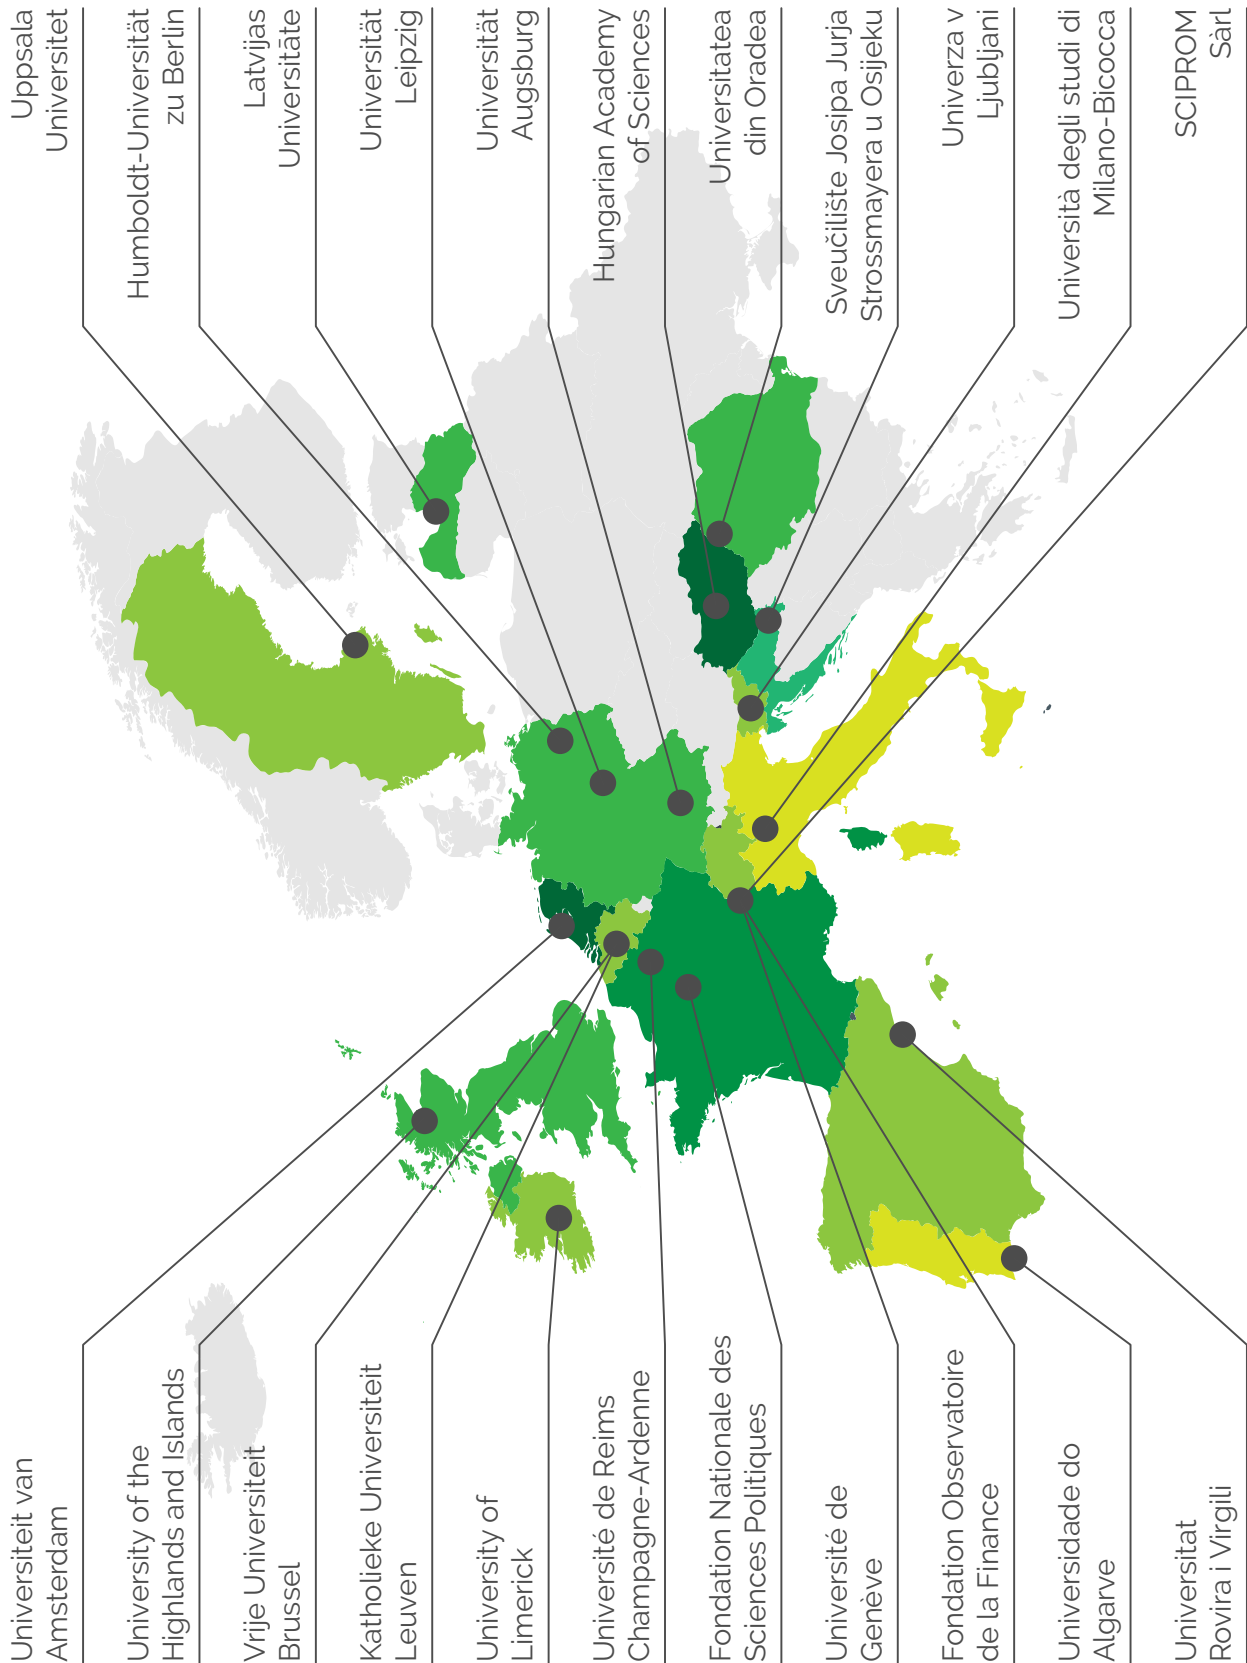 Universiteit van
Amsterdam
University of the
Highlands and Islands
Vrije Universiteit
Brussel
Katholieke Universiteit
Leuven
University of
Limerick
Université de Reims
Champagne-Ardenne
Fondation Nationale des
Sciences Politiques
Université de
Genève
Fondation Observatoire
de la Finance
Universidade do
Algarve
Universitat
Rovira i Virgili
Uppsala
Universitet
Humboldt-Universität
zu Berlin
Latvijas
Universitāte
Universität
Leipzig
Universität
Augsburg
Hungarian Academy
of Sciences
Universitatea
din Oradea
Sveučiliste Josipa Jurja
Strossmayera u Osijeku
Univerza v
Ljubljani
Università degli studi di
Milano-Bicocca
SCIPROM
Sàrl